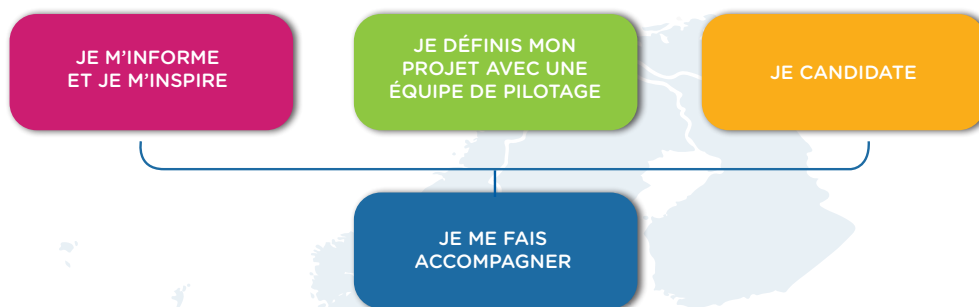 JE M’INFORME
ET JE M’INSPIRE
JE DÉFINIS MON
PROJET AVEC UNE
ÉQUIPE DE PILOTAGE
JE CANDIDATE
JE ME FAIS
ACCOMPAGNER